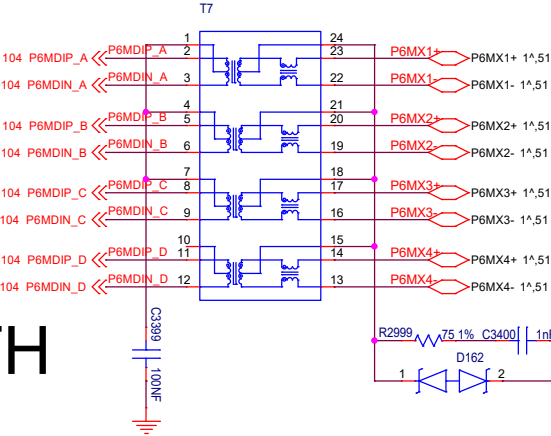 T7
1 24
P6MDIP_A 2 23 P6MX1+
104 P6MDIP_A P6MX1+ 1^,51
P6MDIN_A 3 22 P6MX1-
104 P6MDIN_A P6MX1- 1^,51
4 21
P6MDIP_B 5 20 P6MX2+
104 P6MDIP_B P6MX2+ 1^,51
P6MDIN_B 6 19 P6MX2-
104 P6MDIN_B P6MX2- 1^,51
7 18
P6MDIP_C 8 17 P6MX3+
104 P6MDIP_C P6MX3+ 1^,51
P6MDIN_C 9 16 P6MX3-
104 P6MDIN_C P6MX3- 1^,51
10 15
P6MDIP_D 11 14 P6MX4+
104 P6MDIP_D P6MX4+ 1^,51
P6MDIN_D 12 13 P6MX4-
104 P6MDIN_D P6MX4- 1^,51
C3399
100NF
R2999 75 1% C3400
D162
1 2